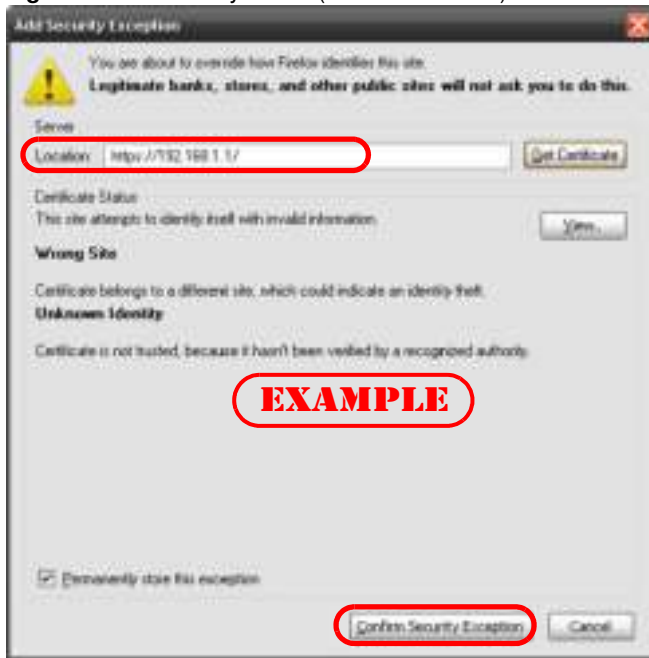 Add Security Exception
You are about to override how Firefox identifies this site.
Legitimate banks, stores, and other public sites will not ask you to do this.
Server
Location: https://192.168.1.1/
Get Certificate
Certificate Status
This site attempts to identify itself with invalid information.
View...
Wrong Site
Certificate belongs to a different site, which could indicate an identity theft.
Unknown Identity
Certificate is not trusted, because it hasn't been verified by a recognized authority.
EXAMPLE
Permanently store this exception
Confirm Security Exception
Cancel